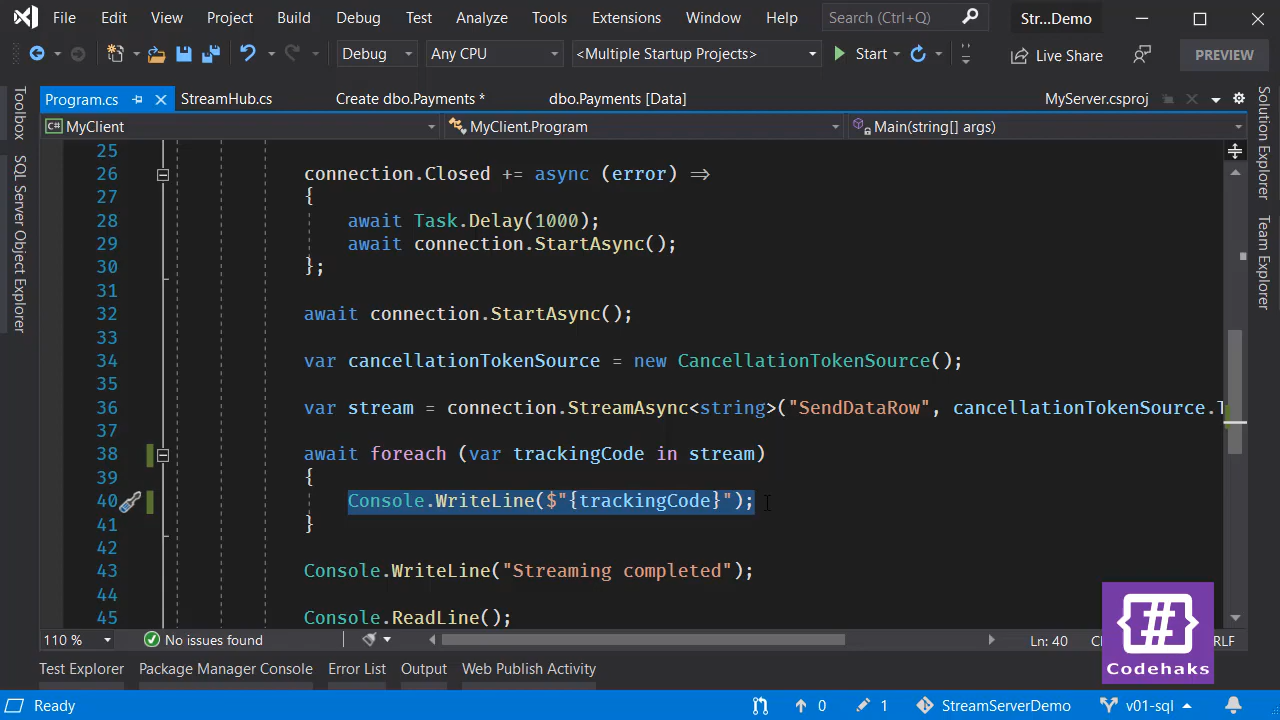 File Edit View Project Build Debug Test Analyze Tools Extensions Window Help Search (Ctrl+Q) Str...Demo
Debug Any CPU <Multiple Startup Projects> Start Live Share PREVIEW
Program.cs StreamHub.cs Create dbo.Payments * dbo.Payments [Data] MyServer.csproj
C# MyClient MyClient.Program Main(string[] args)
Toolbox
SQL Server Object Explorer
Solution Explorer
Team Explorer
25
26 connection.Closed += async (error) =>
27 {
28 await Task.Delay(1000);
29 await connection.StartAsync();
30 };
31
32 await connection.StartAsync();
33
34 var cancellationTokenSource = new CancellationTokenSource();
35
36 var stream = connection.StreamAsync<string>("SendDataRow", cancellationTokenSource.
37
38 await foreach (var trackingCode in stream)
39 {
40 Console.WriteLine($"{trackingCode}");
41 }
42
43 Console.WriteLine("Streaming completed");
44
45 Console.ReadLine();
110 % No issues found Ln: 40
Test Explorer Package Manager Console Error List Output Web Publish Activity
{#}
Codehaks
Ready 0 1 StreamServerDemo v01-sql